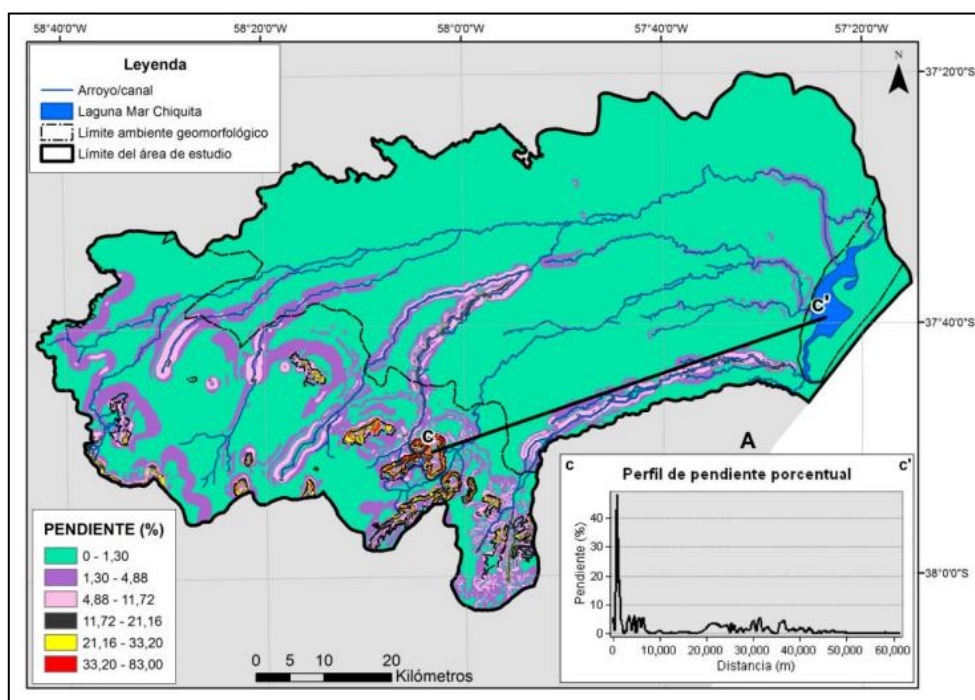 58°40'0"W 58°20'0"W 58°0'0"W 57°40'0"W 57°20'0"W
Leyenda
Arroyo/canal
Laguna Mar Chiquita
Límite ambiente geomorfológico
Límite del área de estudio
N
37°20'0"S
37°40'0"S
38°0'0"S
C'
C
A
PENDIENTE (%)
0 - 1,30
1,30 - 4,88
4,88 - 11,72
11,72 - 21,16
21,16 - 33,20
33,20 - 83,00
0 5 10 20
Kilómetros
C C'
Perfil de pendiente porcentual
Pendiente (%)
40
30
20
10
0
0 10,000 20,000 30,000 40,000 50,000 60,000
Distancia (m)